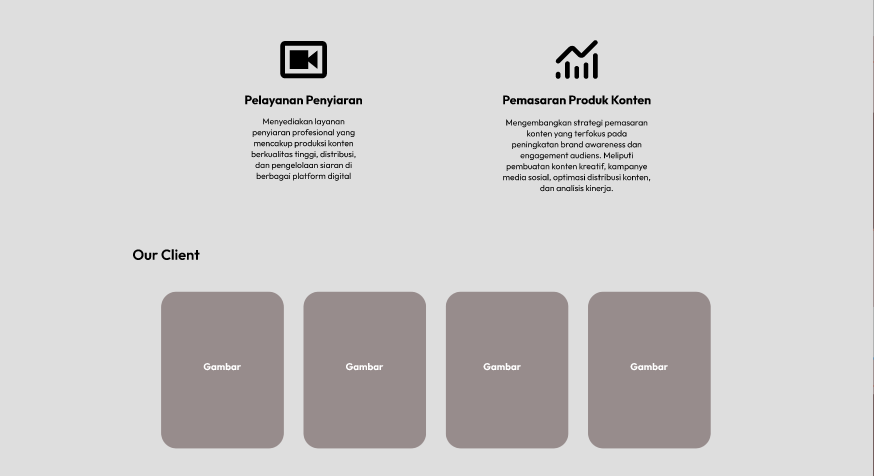 Pelayanan Penyiaran
Menyediakan layanan
penyiaran profesional yang
mencakup produksi konten
berkualitas tinggi, distribusi,
dan pengelolaan siaran di
berbagai platform digital
Pemasaran Produk Konten
Mengembangkan strategi pemasaran
konten yang terfokus pada
peningkatan brand awareness dan
engagement audiens. Meliputi
pembuatan konten kreatif, kampanye
media sosial, optimasi distribusi konten,
dan analisis kinerja.
Our Client
Gambar
Gambar
Gambar
Gambar